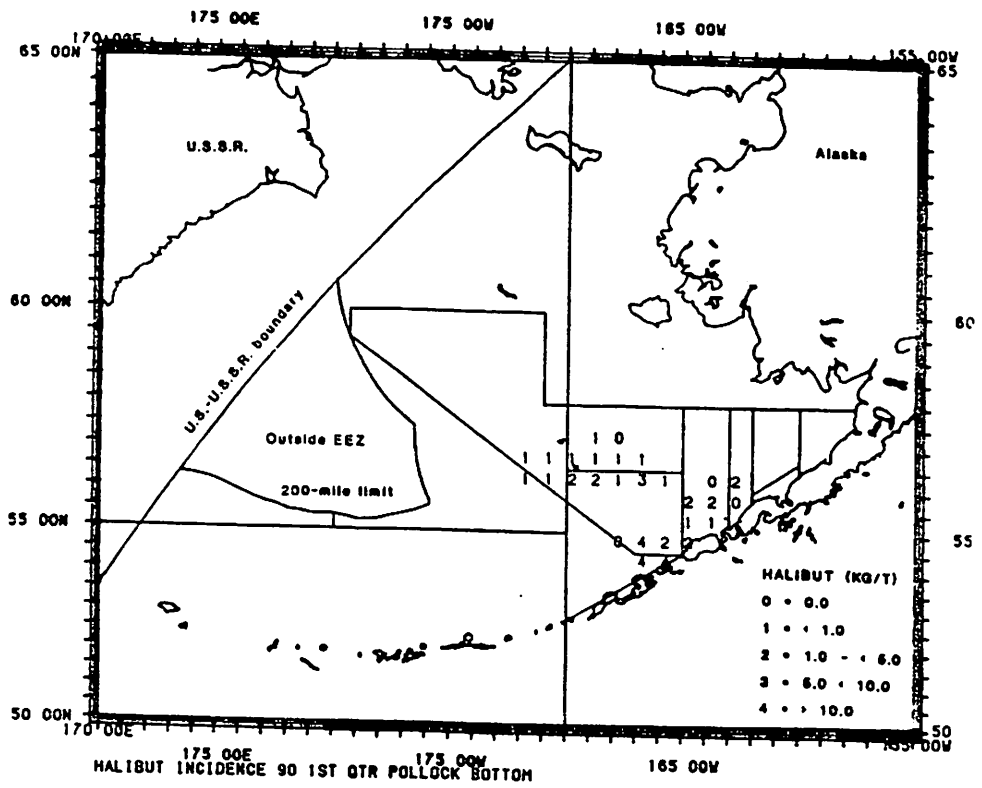 175 00E 175 00W 165 00W
170 00E 155 00W
65 00N 65
U.S.S.R. Alaska
60 00N 60
U.S.-U.S.S.R. boundary
Outside EEZ
200-mile limit
1 0
1 1 1 1 1 1
1 1 2 2 1 3 1 0 2
2 2 0
1 1
55 00N 4 2 55
4
HALIBUT (KG/T)
0 • 0.0
1 • < 1.0
2 • 1.0 - < 5.0
3 • 5.0 < 10.0
4 • > 10.0
50 00N 50
170 00E 155 00W
175 00E 175 00W 165 00W
HALIBUT INCIDENCE 90 1ST QTR POLLOCK BOTTOM